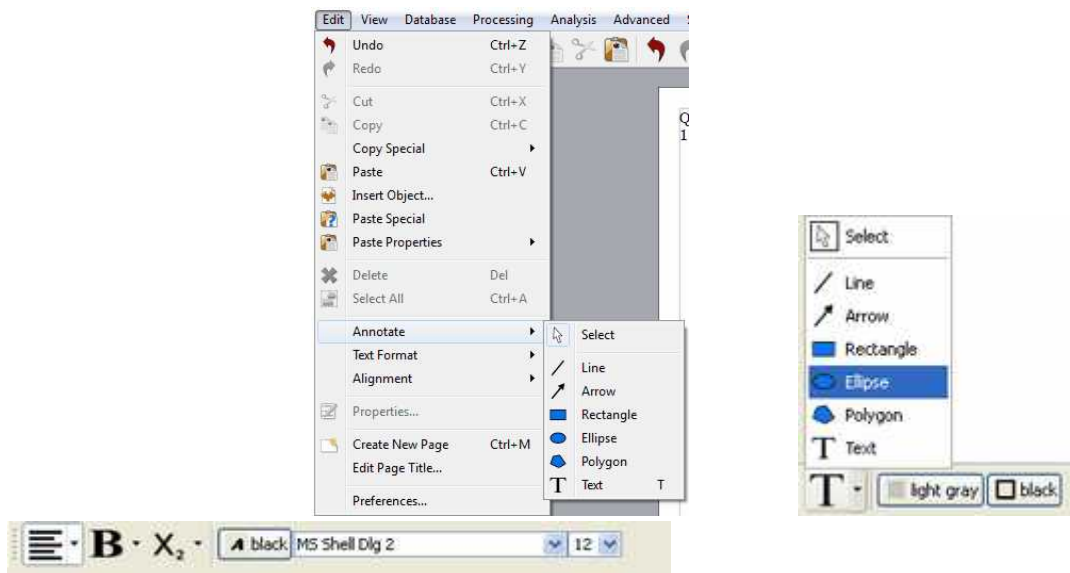 Edit View Database Processing Analysis Advanced
Undo Ctrl+Z
Redo Ctrl+Y
Cut Ctrl+X
Copy Ctrl+C
Copy Special
Paste Ctrl+V
Insert Object...
Paste Special
Paste Properties
Delete Del
Select All Ctrl+A
Annotate
Text Format
Alignment
Properties...
Create New Page Ctrl+M
Edit Page Title...
Preferences...
Select
Line
Arrow
Rectangle
Ellipse
Polygon
T Text T
Q
1
Select
Line
Arrow
Rectangle
Ellipse
Polygon
T Text
T light gray black
B X₂ A black MS Shell Dlg 2 12